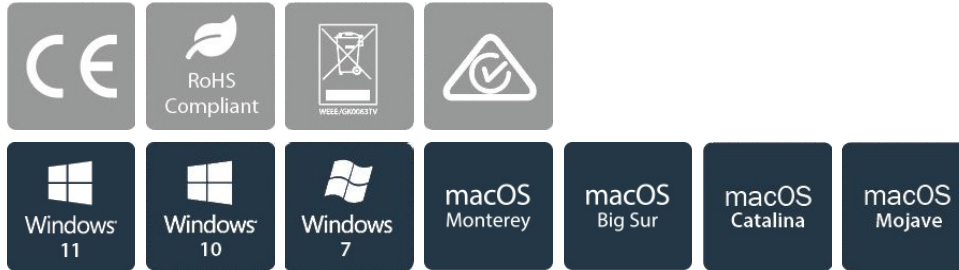 CE
RoHS
Compliant
WEEE/GK0083TV
Windows
11
Windows
10
Windows
7
macOS
Monterey
macOS
Big Sur
macOS
Catalina
macOS
Mojave